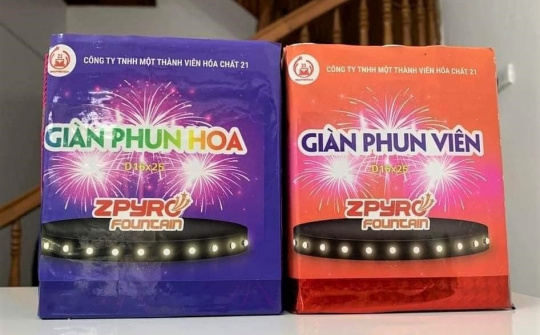 CÔNG TY TNHH MỘT THÀNH VIÊN HÓA CHẤT 21
GIÀN PHUN HOA
D16x25
ZPYRO
FOUNTAIN
CÔNG TY TNHH MỘT THÀNH VIÊN HÓA CHẤT 21
GIÀN PHUN VIÊN
D16x25
ZPYRO
FOUNTAIN